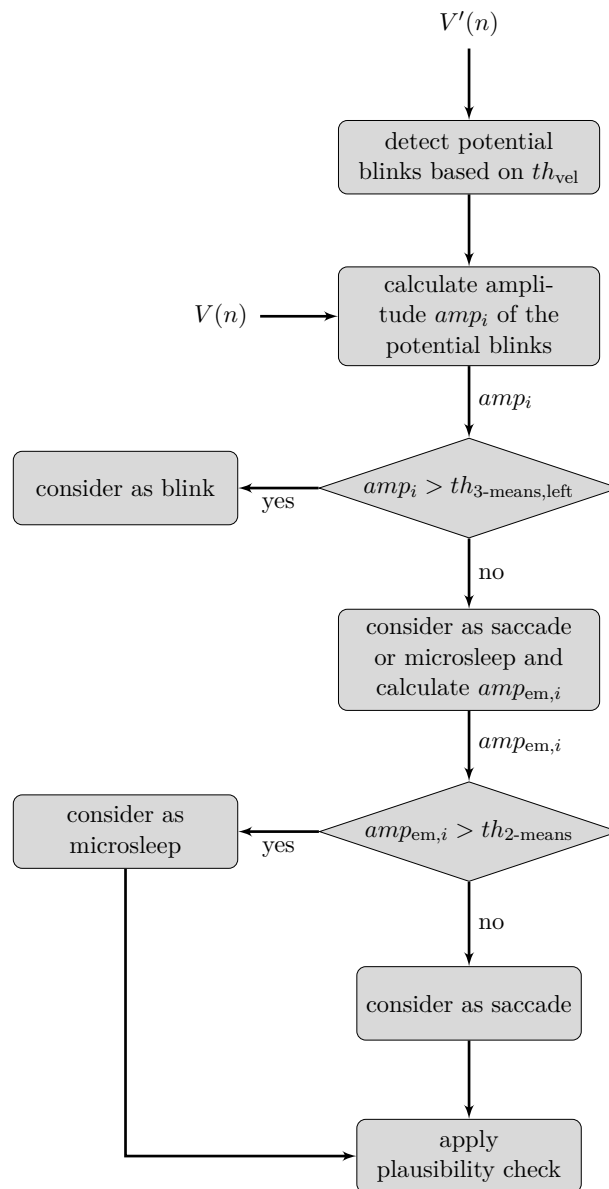 V′(n)
detect potential
blinks based on th_vel
calculate ampli-
tude amp_i of the
potential blinks
V(n)
amp_i
amp_i > th_3-means,left
yes
consider as blink
no
consider as saccade
or microsleep and
calculate amp_em,i
amp_em,i
amp_em,i > th_2-means
yes
consider as
microsleep
no
consider as saccade
apply
plausibility check